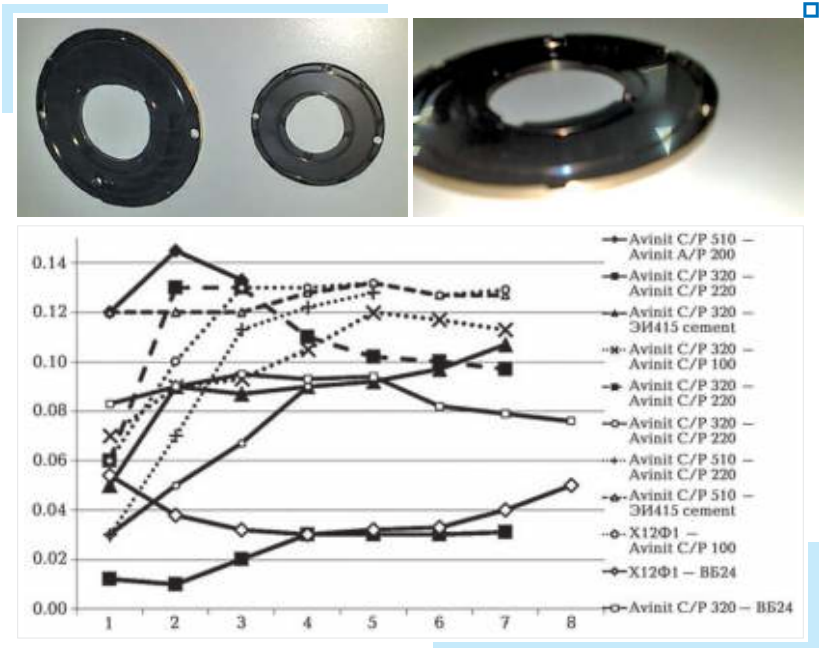 0.14
0.12
0.10
0.08
0.06
0.04
0.02
0.00
1 2 3 4 5 6 7 8
Avinit C/P 510 —
Avinit A/P 200
Avinit C/P 320 —
Avinit C/P 220
Avinit C/P 320 —
ЭИ415 cement
Avinit C/P 320 —
Avinit C/P 100
Avinit C/P 320 —
Avinit C/P 220
Avinit C/P 320 —
Avinit C/P 220
Avinit C/P 510 —
Avinit C/P 220
Avinit C/P 510 —
ЭИ415 cement
Х12Ф1 —
Avinit C/P 100
Х12Ф1 — ВБ24
Avinit C/P 320 — ВБ24